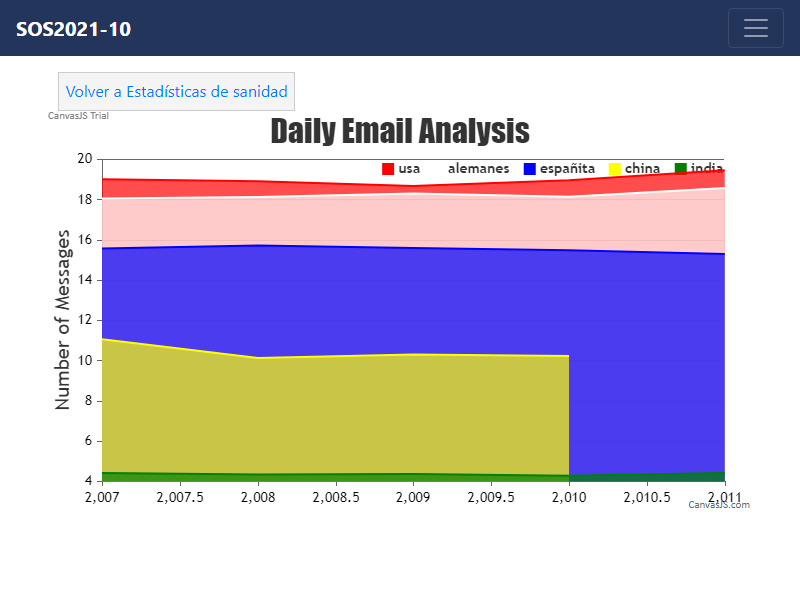 SOS2021-10
Volver a Estadísticas de sanidad
CanvasJS Trial
Daily Email Analysis
usa alemanes españita china india
Number of Messages
20
18
16
14
12
10
8
6
4
2,007 2,007.5 2,008 2,008.5 2,009 2,009.5 2,010 2,010.5 2,011
CanvasJS.com